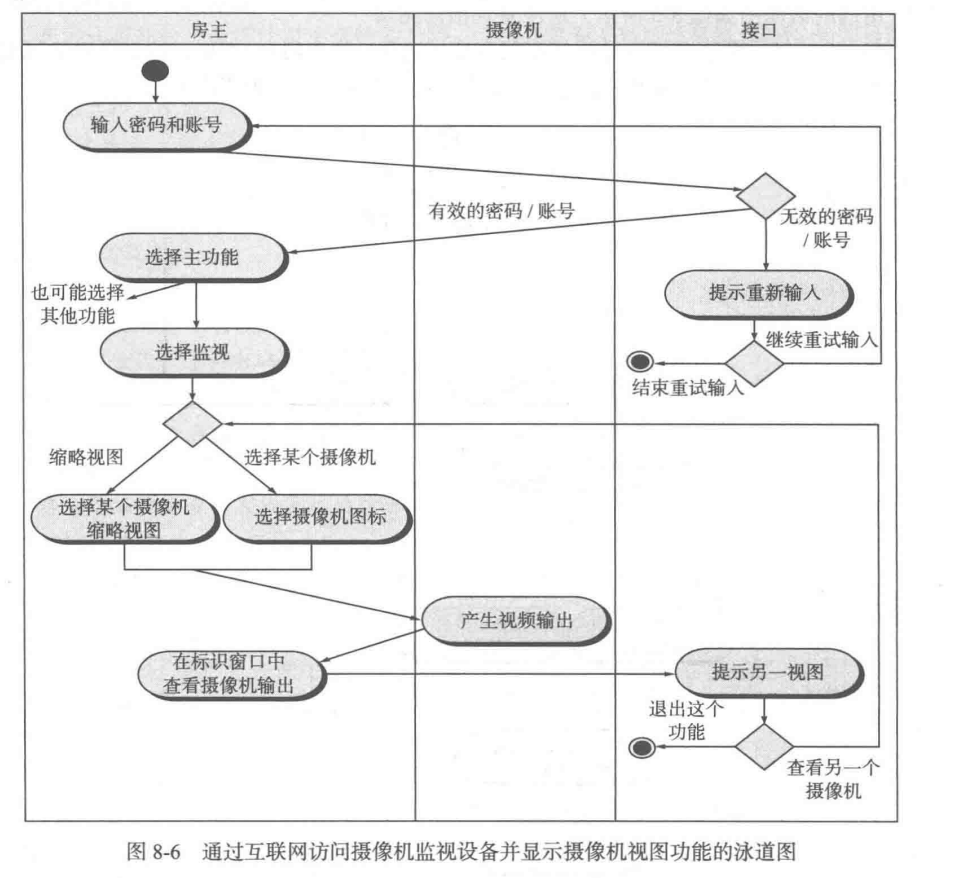 房主
摄像机
接口
输入密码和账号
有效的密码/账号
无效的密码
/账号
选择主功能
也可能选择
其他功能
提示重新输入
选择监视
继续重试输入
结束重试输入
缩略视图
选择某个摄像机
选择某个摄像机
缩略视图
选择摄像机图标
产生视频输出
在标识窗口中
查看摄像机输出
提示另一视图
退出这个
功能
查看另一个
摄像机
图 8-6 通过互联网访问摄像机监视设备并显示摄像机视图功能的泳道图